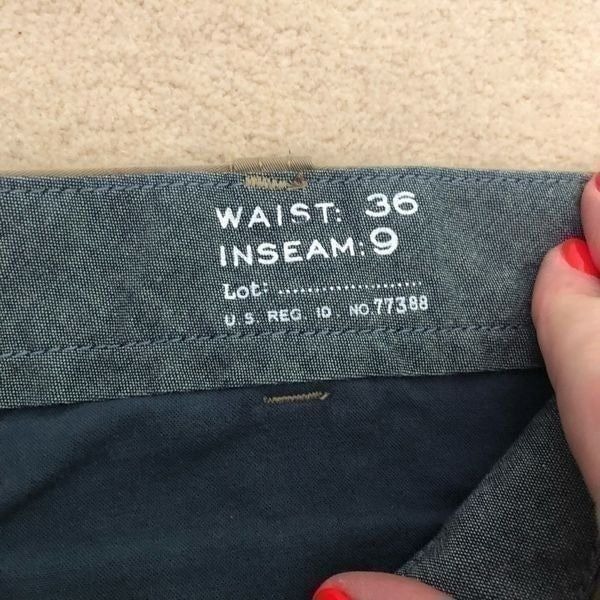 WAIST: 36
INSEAM: 9
Lot: ......................
U.S. REG ID. NO 77388